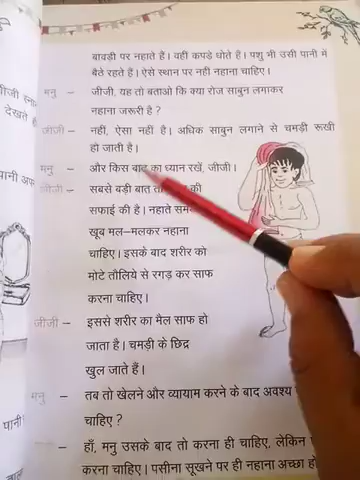 बावड़ी पर नहाते हैं। वहीं कपड़े धोते हैं। पशु भी उसी पानी में
बैठे रहते हैं। ऐसे स्थान पर नहीं नहाना चाहिए।
मनु – जीजी, यह तो बताओ कि क्या रोज साबुन लगाकर
नहाना जरूरी है ?
जीजी – नहीं, ऐसा नहीं है। अधिक साबुन लगाने से चमड़ी रूखी
हो जाती है।
मनु – और किस बात का ध्यान रखें, जीजी।
जीजी – सबसे बड़ी बात तो की
सफाई की है। नहाते
खूब मल–मलकर नहाना
चाहिए। इसके बाद शरीर को
मोटे तौलिये से रगड़ कर साफ
करना चाहिए।
जीजी – इससे शरीर का मैल साफ हो
जाता है। चमड़ी के छिद्र
खुल जाते हैं।
मनु – तब तो खेलने और व्यायाम करने के बाद अवश्य
चाहिए ?
– हाँ, मनु उसके बाद तो करना ही चाहिए, लेकिन
करना चाहिए। पसीना सूखने पर ही नहाना अच्छा